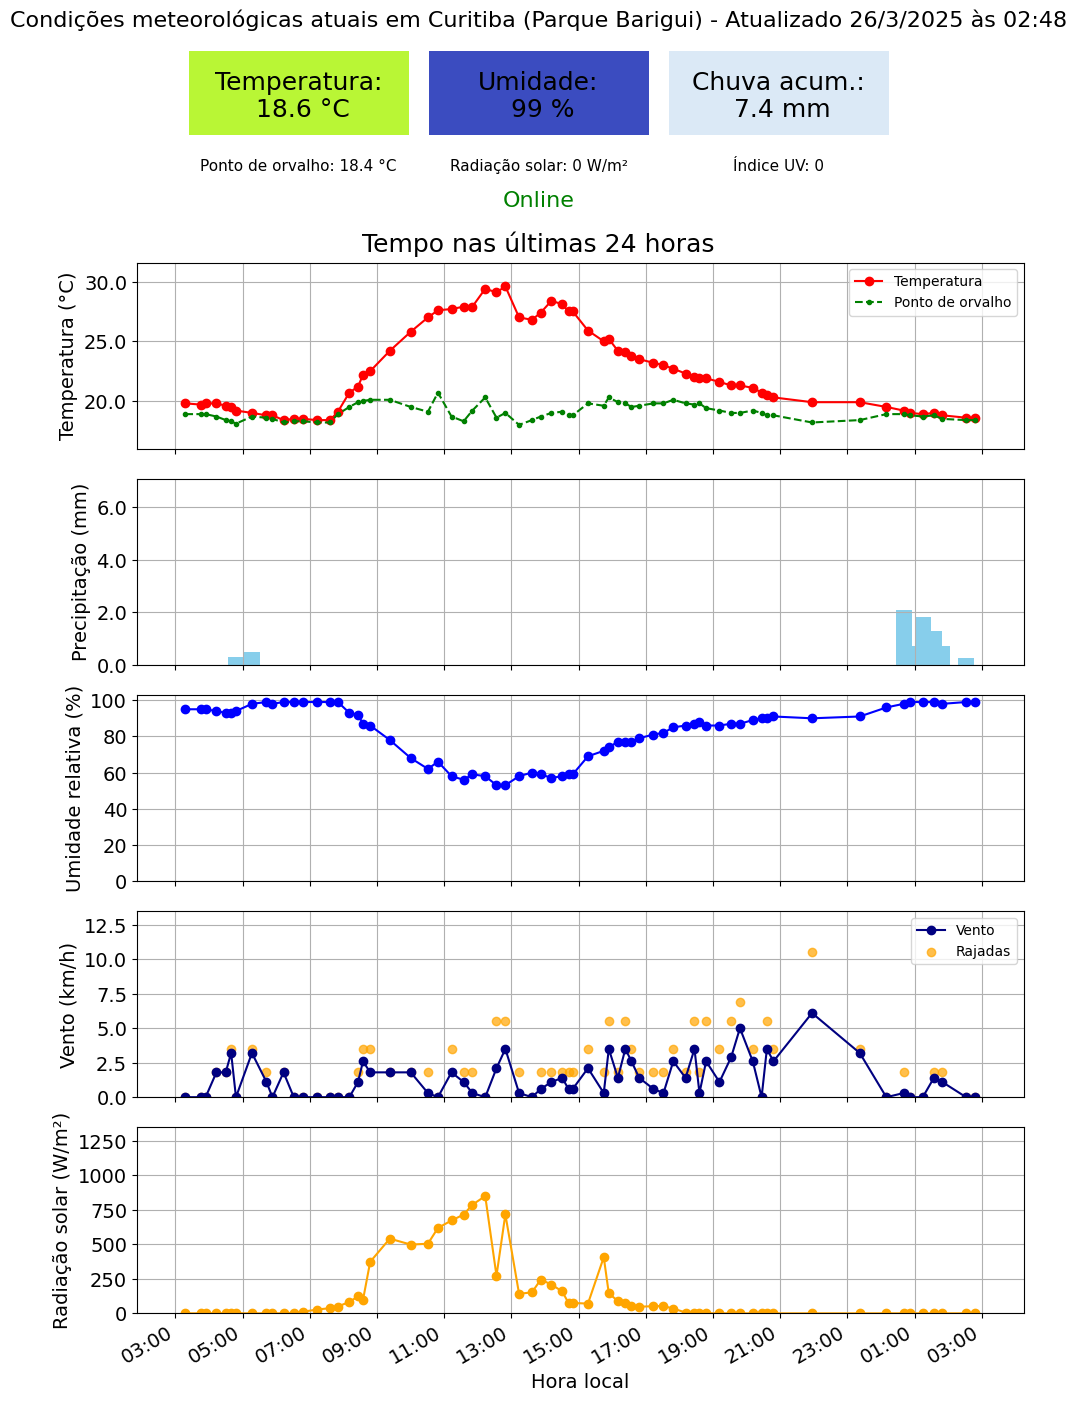 Condições meteorológicas atuais em Curitiba (Parque Barigui) - Atualizado 26/3/2025 às 02:48
Temperatura:
18.6 °C
Umidade:
99 %
Chuva acum.:
7.4 mm
Ponto de orvalho: 18.4 °C
Radiação solar: 0 W/m²
Índice UV: 0
Online
Tempo nas últimas 24 horas
Temperatura (°C)
30.0
25.0
20.0
Temperatura
Ponto de orvalho
Precipitação (mm)
6.0
4.0
2.0
0.0
Umidade relativa (%)
100
80
60
40
20
0
Vento (km/h)
12.5
10.0
7.5
5.0
2.5
0.0
Vento
Rajadas
Radiação solar (W/m²)
1250
1000
750
500
250
0
03:00
05:00
07:00
09:00
11:00
13:00
15:00
17:00
19:00
21:00
23:00
01:00
03:00
Hora local